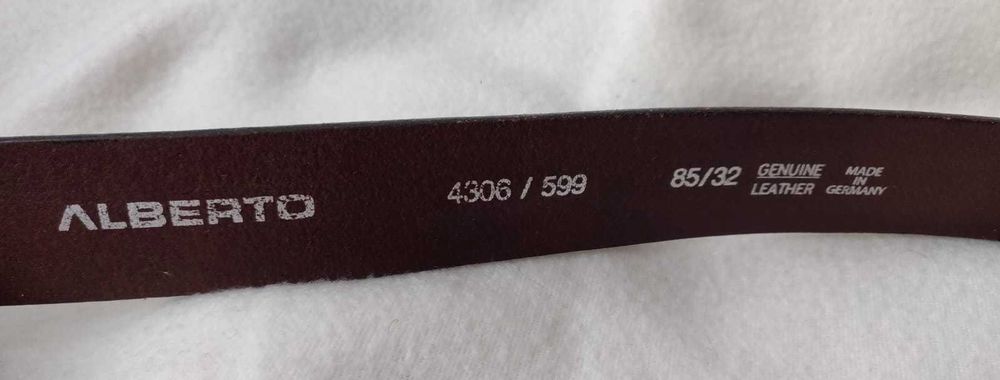 ALBERTO
4306 / 599
85/32
GENUINE
LEATHER
MADE
IN
GERMANY